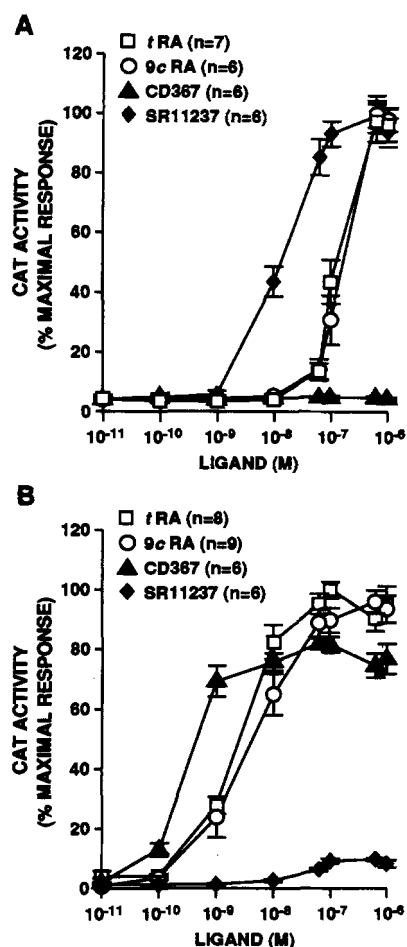 A
t RA (n=7)
9c RA (n=6)
CD367 (n=6)
SR11237 (n=6)
CAT ACTIVITY
(% MAXIMAL RESPONSE)
120
100
80
60
40
20
0
10-11 10-10 10-9 10-8 10-7 10-6
LIGAND (M)
B
t RA (n=8)
9c RA (n=9)
CD367 (n=6)
SR11237 (n=6)
CAT ACTIVITY
(% MAXIMAL RESPONSE)
120
100
80
60
40
20
0
10-11 10-10 10-9 10-8 10-7 10-6
LIGAND (M)